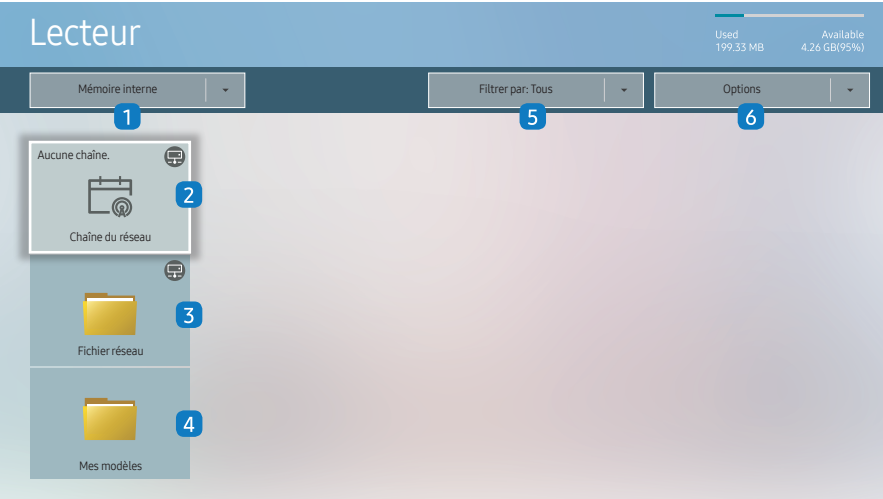 Lecteur
Used Available
199.33 MB 4.26 GB(95%)
Mémoire interne Filtrer par: Tous Options
1 5 6
Aucune chaîne.
2
Chaîne du réseau
3
Fichier réseau
4
Mes modèles